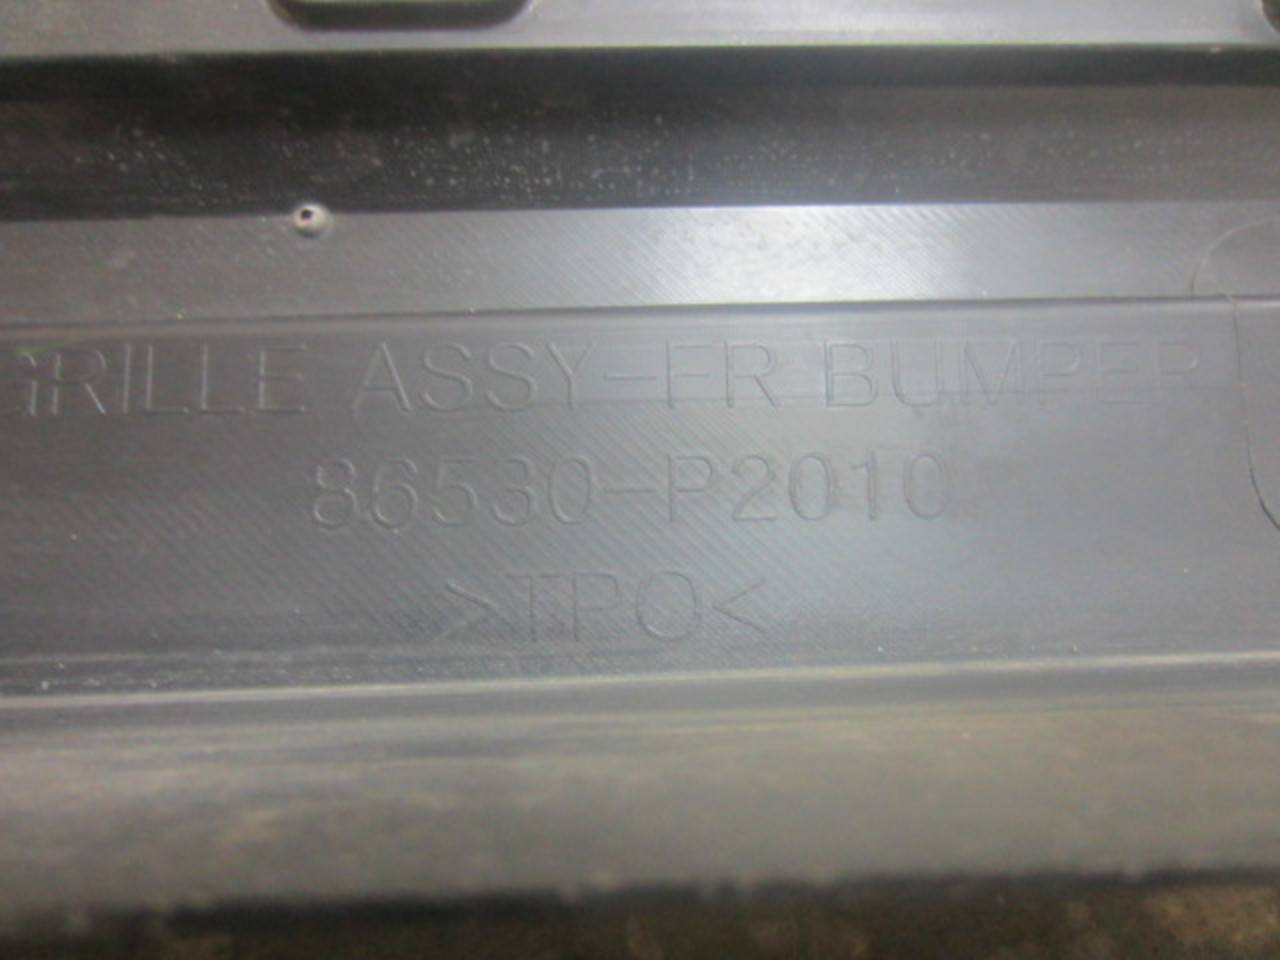 GRILLE ASSY-FR BUMPER
86530-P2010
>TPO<